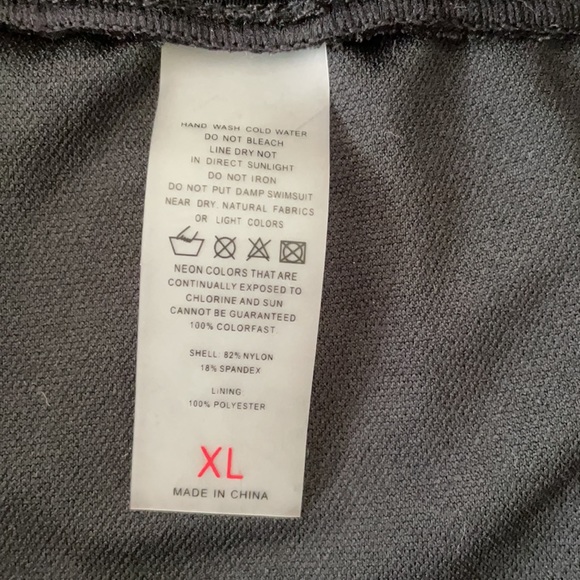 HAND WASH COLD WATER
DO NOT BLEACH
LINE DRY NOT
IN DIRECT SUNLIGHT
DO NOT IRON
DO NOT PUT DAMP SWIMSUIT
NEAR DRY. NATURAL FABRICS
OR LIGHT COLORS
NEON COLORS THAT ARE
CONTINUALLY EXPOSED TO
CHLORINE AND SUN
CANNOT BE GUARANTEED
100% COLORFAST.
SHELL: 82% NYLON
18% SPANDEX
LINING
100% POLYESTER
XL
MADE IN CHINA